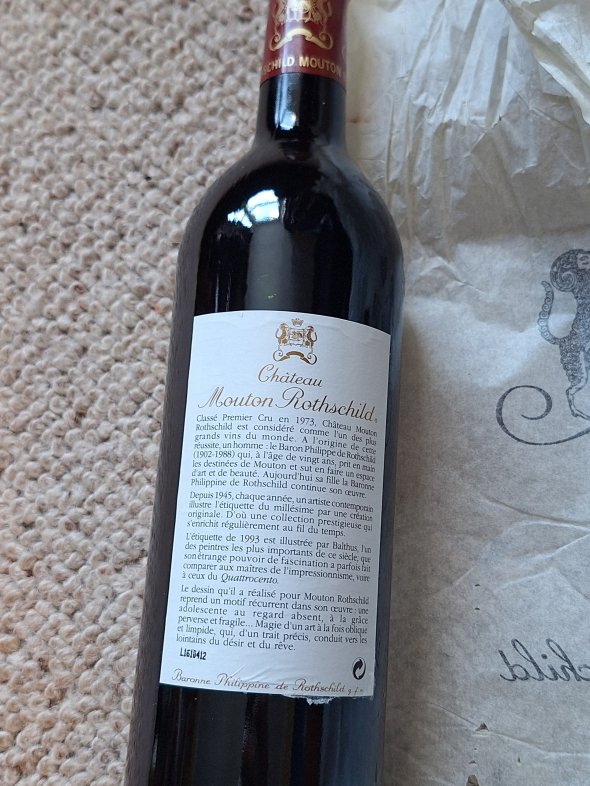 SCHILD MOUTON
Château
Mouton Rothschild
Classé Premier Cru en 1973, Château Mouton
Rothschild est considéré comme l'un des plus
grands vins du monde. A l'origine de cette
réussite, un homme : le Baron Philippe de Rothschild
(1902-1988) qui, à l'âge de vingt ans, prit en main
les destinées de Mouton et sut en faire un espace
d'art et de beauté. Aujourd'hui sa fille la Baronne
Philippine de Rothschild continue son œuvre.
Depuis 1945, chaque année, un artiste contemporain
illustre l'étiquette du millésime par une création
originale. D'où une collection prestigieuse qui
s'enrichit régulièrement au fil du temps.
L'étiquette de 1993 est illustrée par Balthus, l'un
des peintres les plus importants de ce siècle, que
son étrange pouvoir de fascination a parfois fait
comparer aux maîtres de l'impressionnisme, voire
à ceux du Quattrocento.
Le dessin qu'il a réalisé pour Mouton Rothschild
reprend un motif récurrent dans son œuvre : une
adolescente au regard absent, à la grâce
perverse et fragile... Magie d'un art à la fois oblique
et limpide, qui, d'un trait précis, conduit vers les
lointains du désir et du rêve.
L1610412
Baronne Philippine de Rothschild g.f.a
child